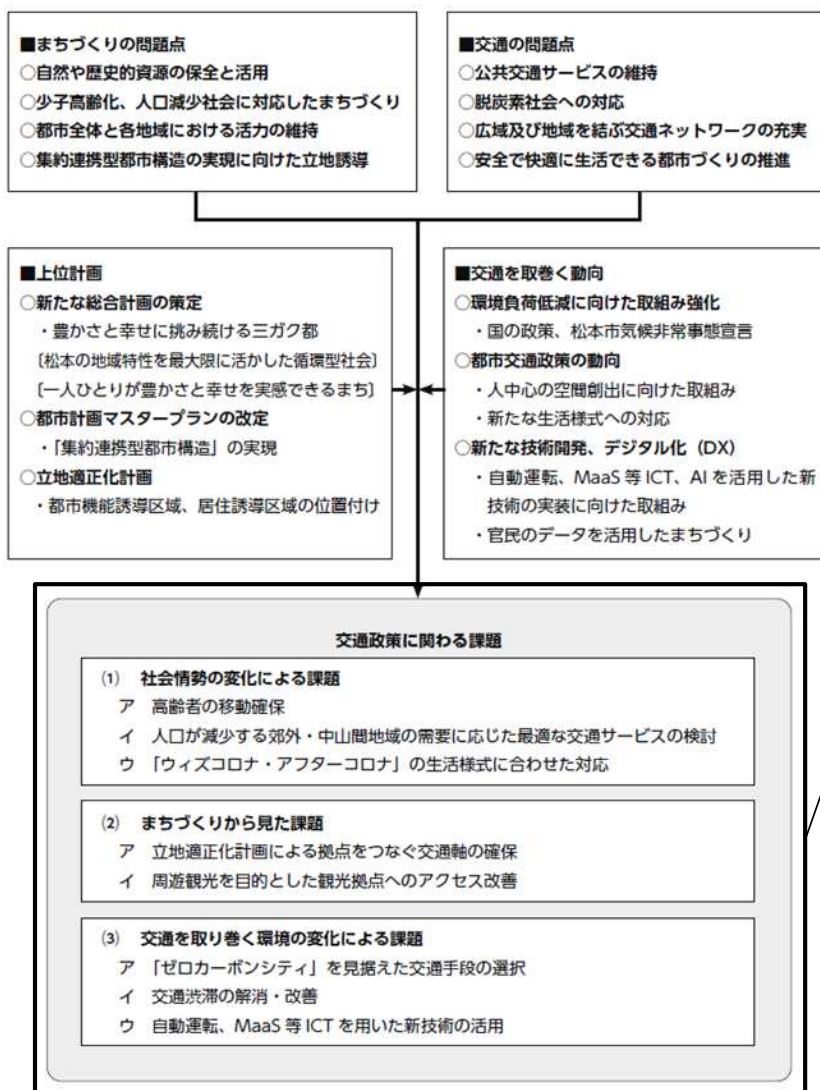 ■まちづくりの問題点
○自然や歴史的資源の保全と活用
○少子高齢化、人口減少社会に対応したまちづくり
○都市全体と各地域における活力の維持
○集約連携型都市構造の実現に向けた立地誘導
■交通の問題点
○公共交通サービスの維持
○脱炭素社会への対応
○広域及び地域を結ぶ交通ネットワークの充実
○安全で快適に生活できる都市づくりの推進
■上位計画
○新たな総合計画の策定
・豊かさと幸せに挑み続ける三ガク都
〔松本の地域特性を最大限に活かした循環型社会〕
〔一人ひとりが豊かさと幸せを実感できるまち〕
○都市計画マスタープランの改定
・「集約連携型都市構造」の実現
○立地適正化計画
・都市機能誘導区域、居住誘導区域の位置付け
■交通を取巻く動向
○環境負荷低減に向けた取組み強化
・国の政策、松本市気候非常事態宣言
○都市交通政策の動向
・人中心の空間創出に向けた取組み
・新たな生活様式への対応
○新たな技術開発、デジタル化（DX）
・自動運転、MaaS 等 ICT、AI を活用した新
技術の実装に向けた取組み
・官民のデータを活用したまちづくり
交通政策に関わる課題
(1) 社会情勢の変化による課題
ア 高齢者の移動確保
イ 人口が減少する郊外・中山間地域の需要に応じた最適な交通サービスの検討
ウ 「ウィズコロナ・アフターコロナ」の生活様式に合わせた対応
(2) まちづくりから見た課題
ア 立地適正化計画による拠点をつなぐ交通軸の確保
イ 周遊観光を目的とした観光拠点へのアクセス改善
(3) 交通を取り巻く環境の変化による課題
ア 「ゼロカーボンシティ」を見据えた交通手段の選択
イ 交通渋滞の解消・改善
ウ 自動運転、MaaS 等 ICT を用いた新技術の活用